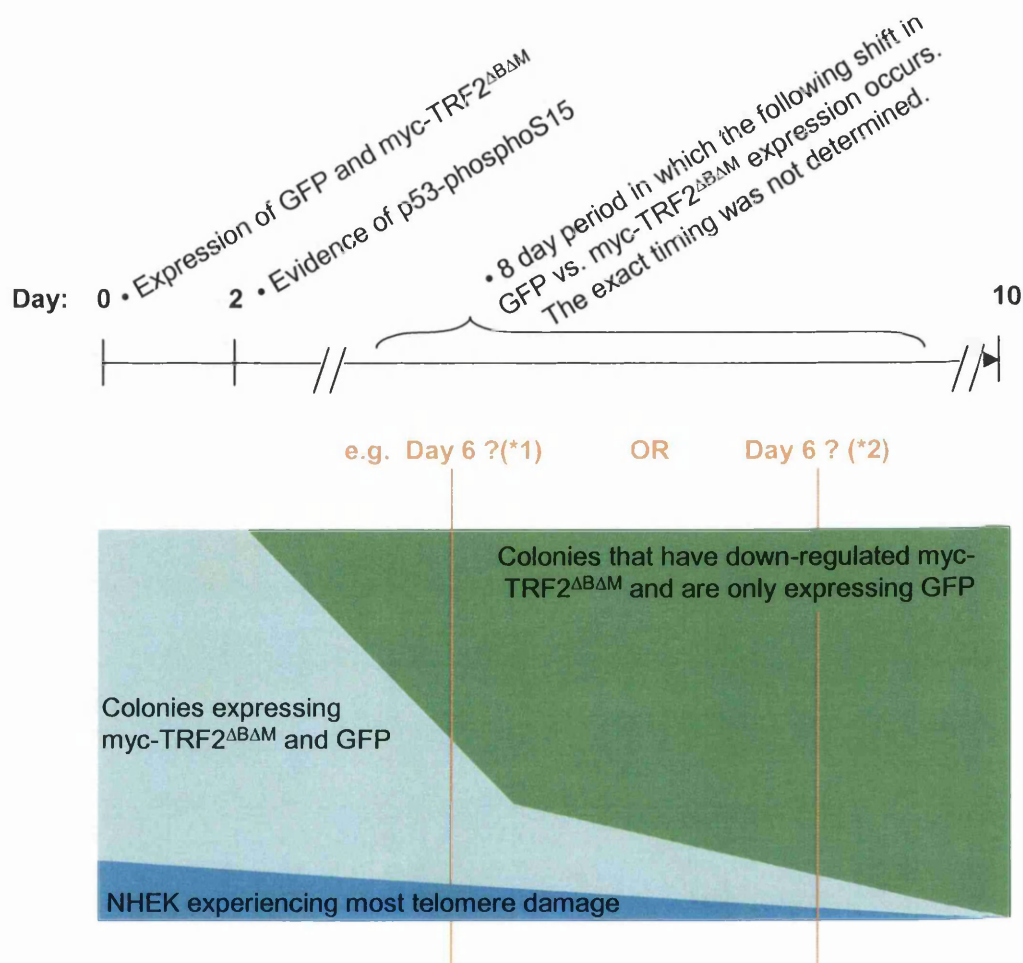 • Expression of GFP and myc-TRF2ΔBΔM
• Evidence of p53-phosphoS15
• 8 day period in which the following shift in
GFP vs. myc-TRF2ΔBΔM expression occurs.
The exact timing was not determined.
Day: 0 2 10
e.g. Day 6 ?(*1) OR Day 6 ? (*2)
Colonies that have down-regulated myc-
TRF2ΔBΔM and are only expressing GFP
Colonies expressing
myc-TRF2ΔBΔM and GFP
NHEK experiencing most telomere damage